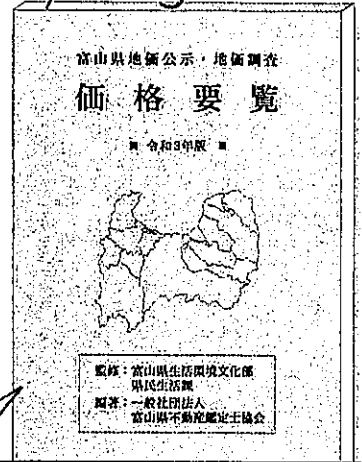 富山県地価公示・地価調査
価格要覧
■ 令和3年版 ■
監修：富山県生活環境文化部
県民生活課
編著：一般社団法人
富山県不動産鑑定士協会